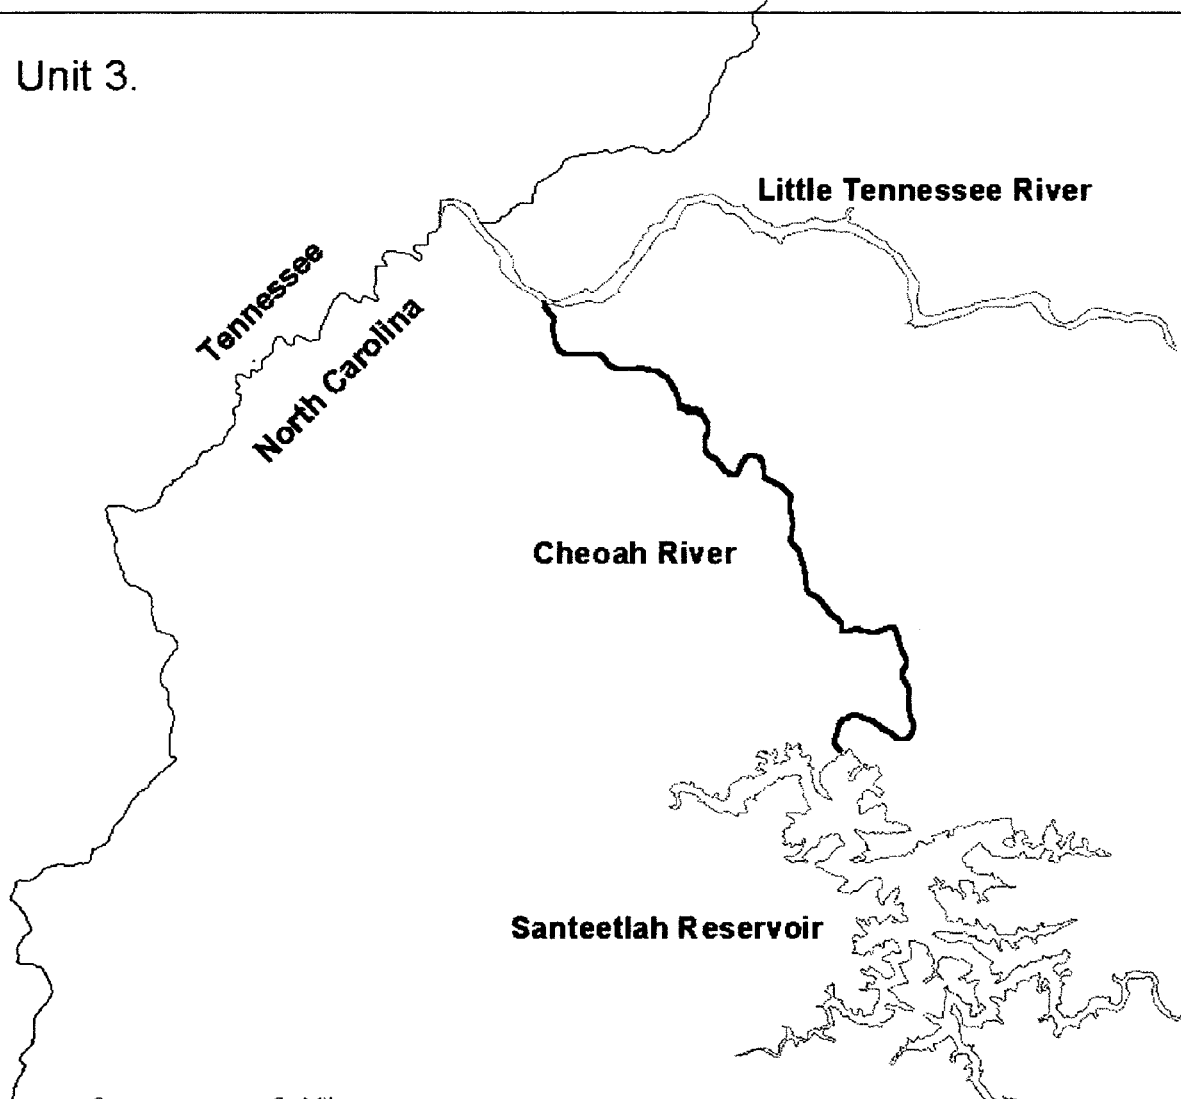 Unit 3.
Little Tennessee River
Tennessee
North Carolina
Cheoah River
Santeetlah Reservoir